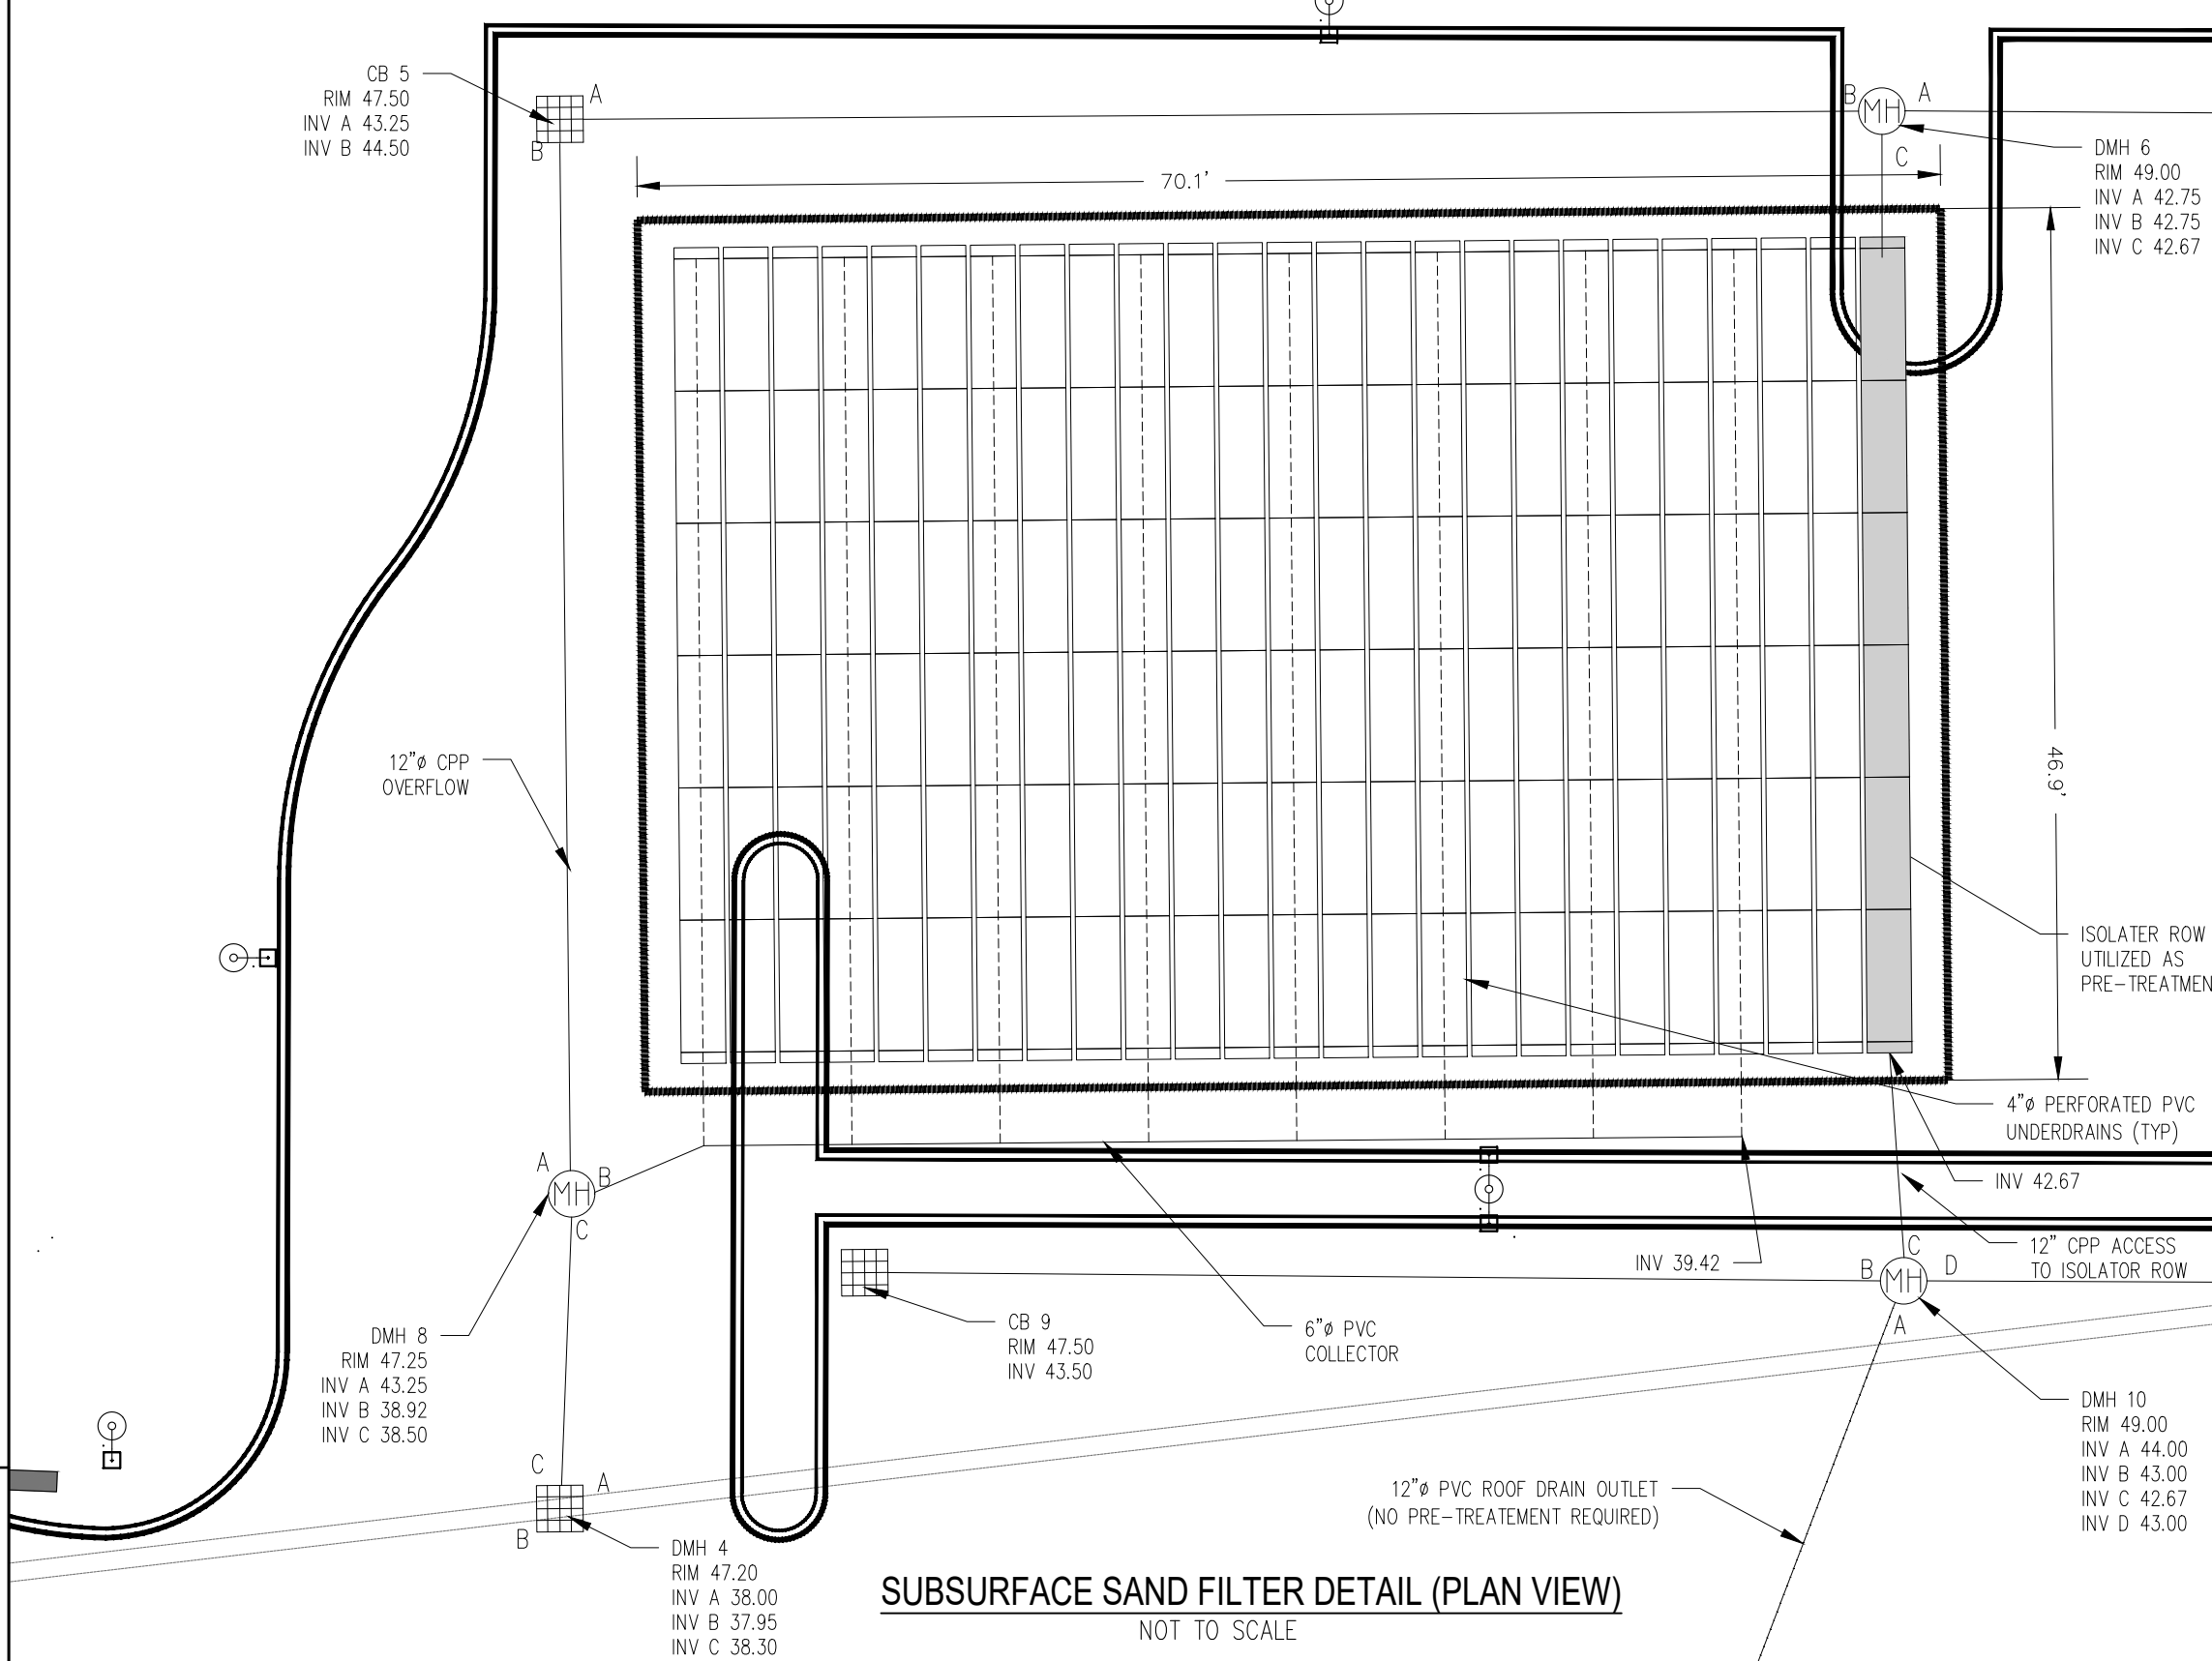 CB 5
RIM 47.50
INV A 43.25
INV B 44.50
A
B
B
MH
A
C
DMH 6
RIM 49.00
INV A 42.75
INV B 42.75
INV C 42.67
70.1'
46.9'
12"ø CPP
OVERFLOW
ISOLATER ROW
UTILIZED AS
PRE-TREATMEN
4"ø PERFORATED PVC
UNDERDRAINS (TYP)
INV 42.67
A
MH
B
C
12" CPP ACCESS
TO ISOLATOR ROW
INV 39.42
B
MH
C
D
A
CB 9
RIM 47.50
INV 43.50
6"ø PVC
COLLECTOR
DMH 8
RIM 47.25
INV A 43.25
INV B 38.92
INV C 38.50
DMH 10
RIM 49.00
INV A 44.00
INV B 43.00
INV C 42.67
INV D 43.00
C
A
B
12"ø PVC ROOF DRAIN OUTLET
(NO PRE-TREATEMENT REQUIRED)
DMH 4
RIM 47.20
INV A 38.00
INV B 37.95
INV C 38.30
SUBSURFACE SAND FILTER DETAIL (PLAN VIEW)
NOT TO SCALE